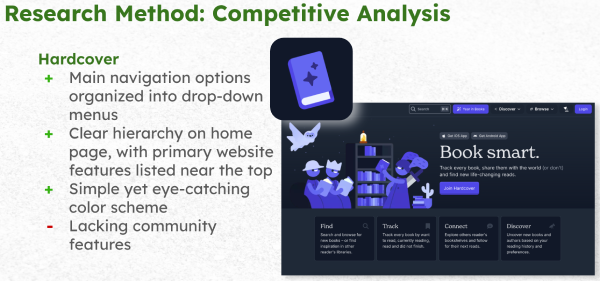 Research Method: Competitive Analysis
Hardcover
+ Main navigation options
organized into drop-down
menus
+ Clear hierarchy on home
page, with primary website
features listed near the top
+ Simple yet eye-catching
color scheme
- Lacking community
features
Search
Year in Books
Discover
Browse
Login
Get iOS App
Get Android App
Book smart.
Track every book, share them with the world (or don't)
and find new life-changing reads.
Join Hardcover
Find
Search and browse for
new books – or find
inspiration in other
reader's libraries.
Track
Track every book by want
to read, currently reading,
read and did not finish.
Connect
Explore others reader's
bookshelves and follow
for their next reads.
Discover
Uncover new books and
authors based on your
reading history and
preferences.